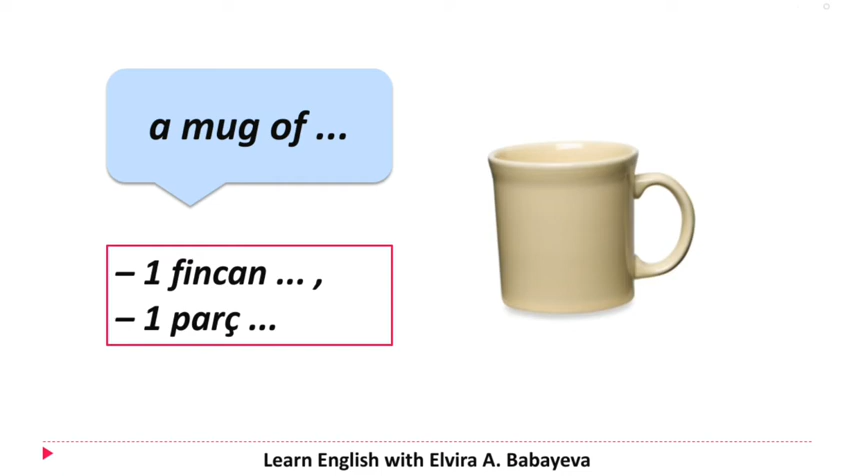 a mug of ...
– 1 fincan ... ,
– 1 parç ...
Learn English with Elvira A. Babayeva